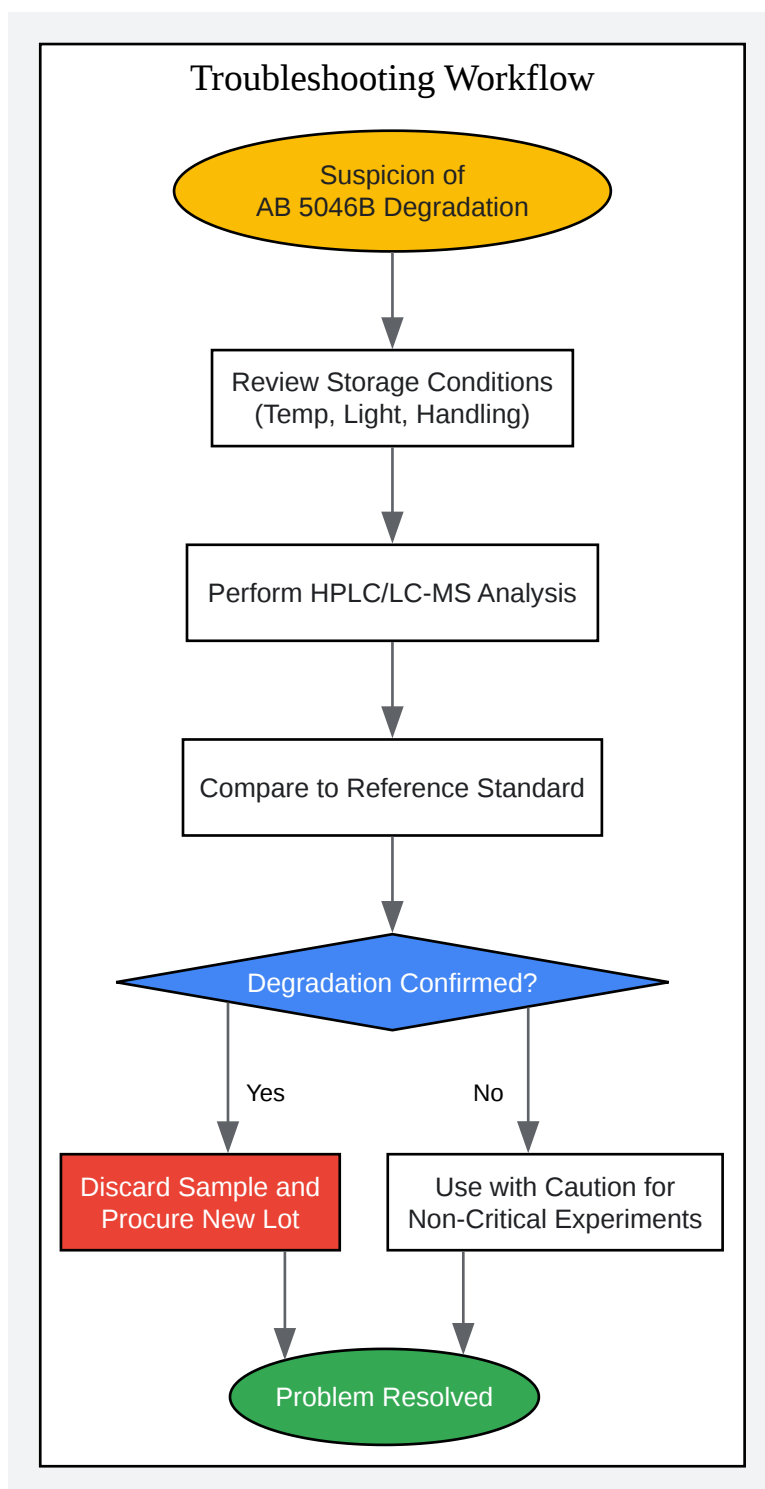 Troubleshooting Workflow
Suspicion of
AB 5046B Degradation
Review Storage Conditions
(Temp, Light, Handling)
Perform HPLC/LC-MS Analysis
Compare to Reference Standard
Degradation Confirmed?
Yes
No
Discard Sample and
Procure New Lot
Use with Caution for
Non-Critical Experiments
Problem Resolved